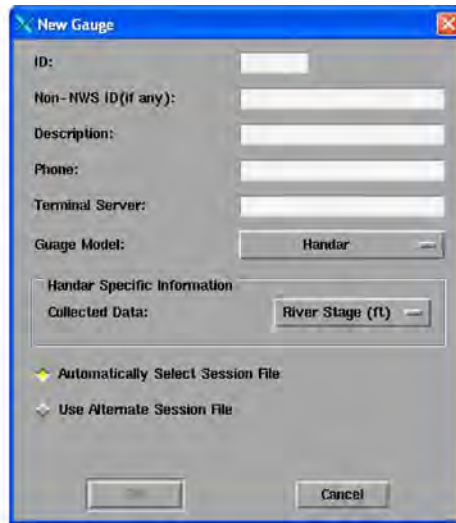 New Gauge
ID:
Non-NWS ID(if any):
Description:
Phone:
Terminal Server:
Guage Model: Handar
Handar Specific Information
Collected Data: River Stage (ft)
Automatically Select Session File
Use Alternate Session File
Cancel